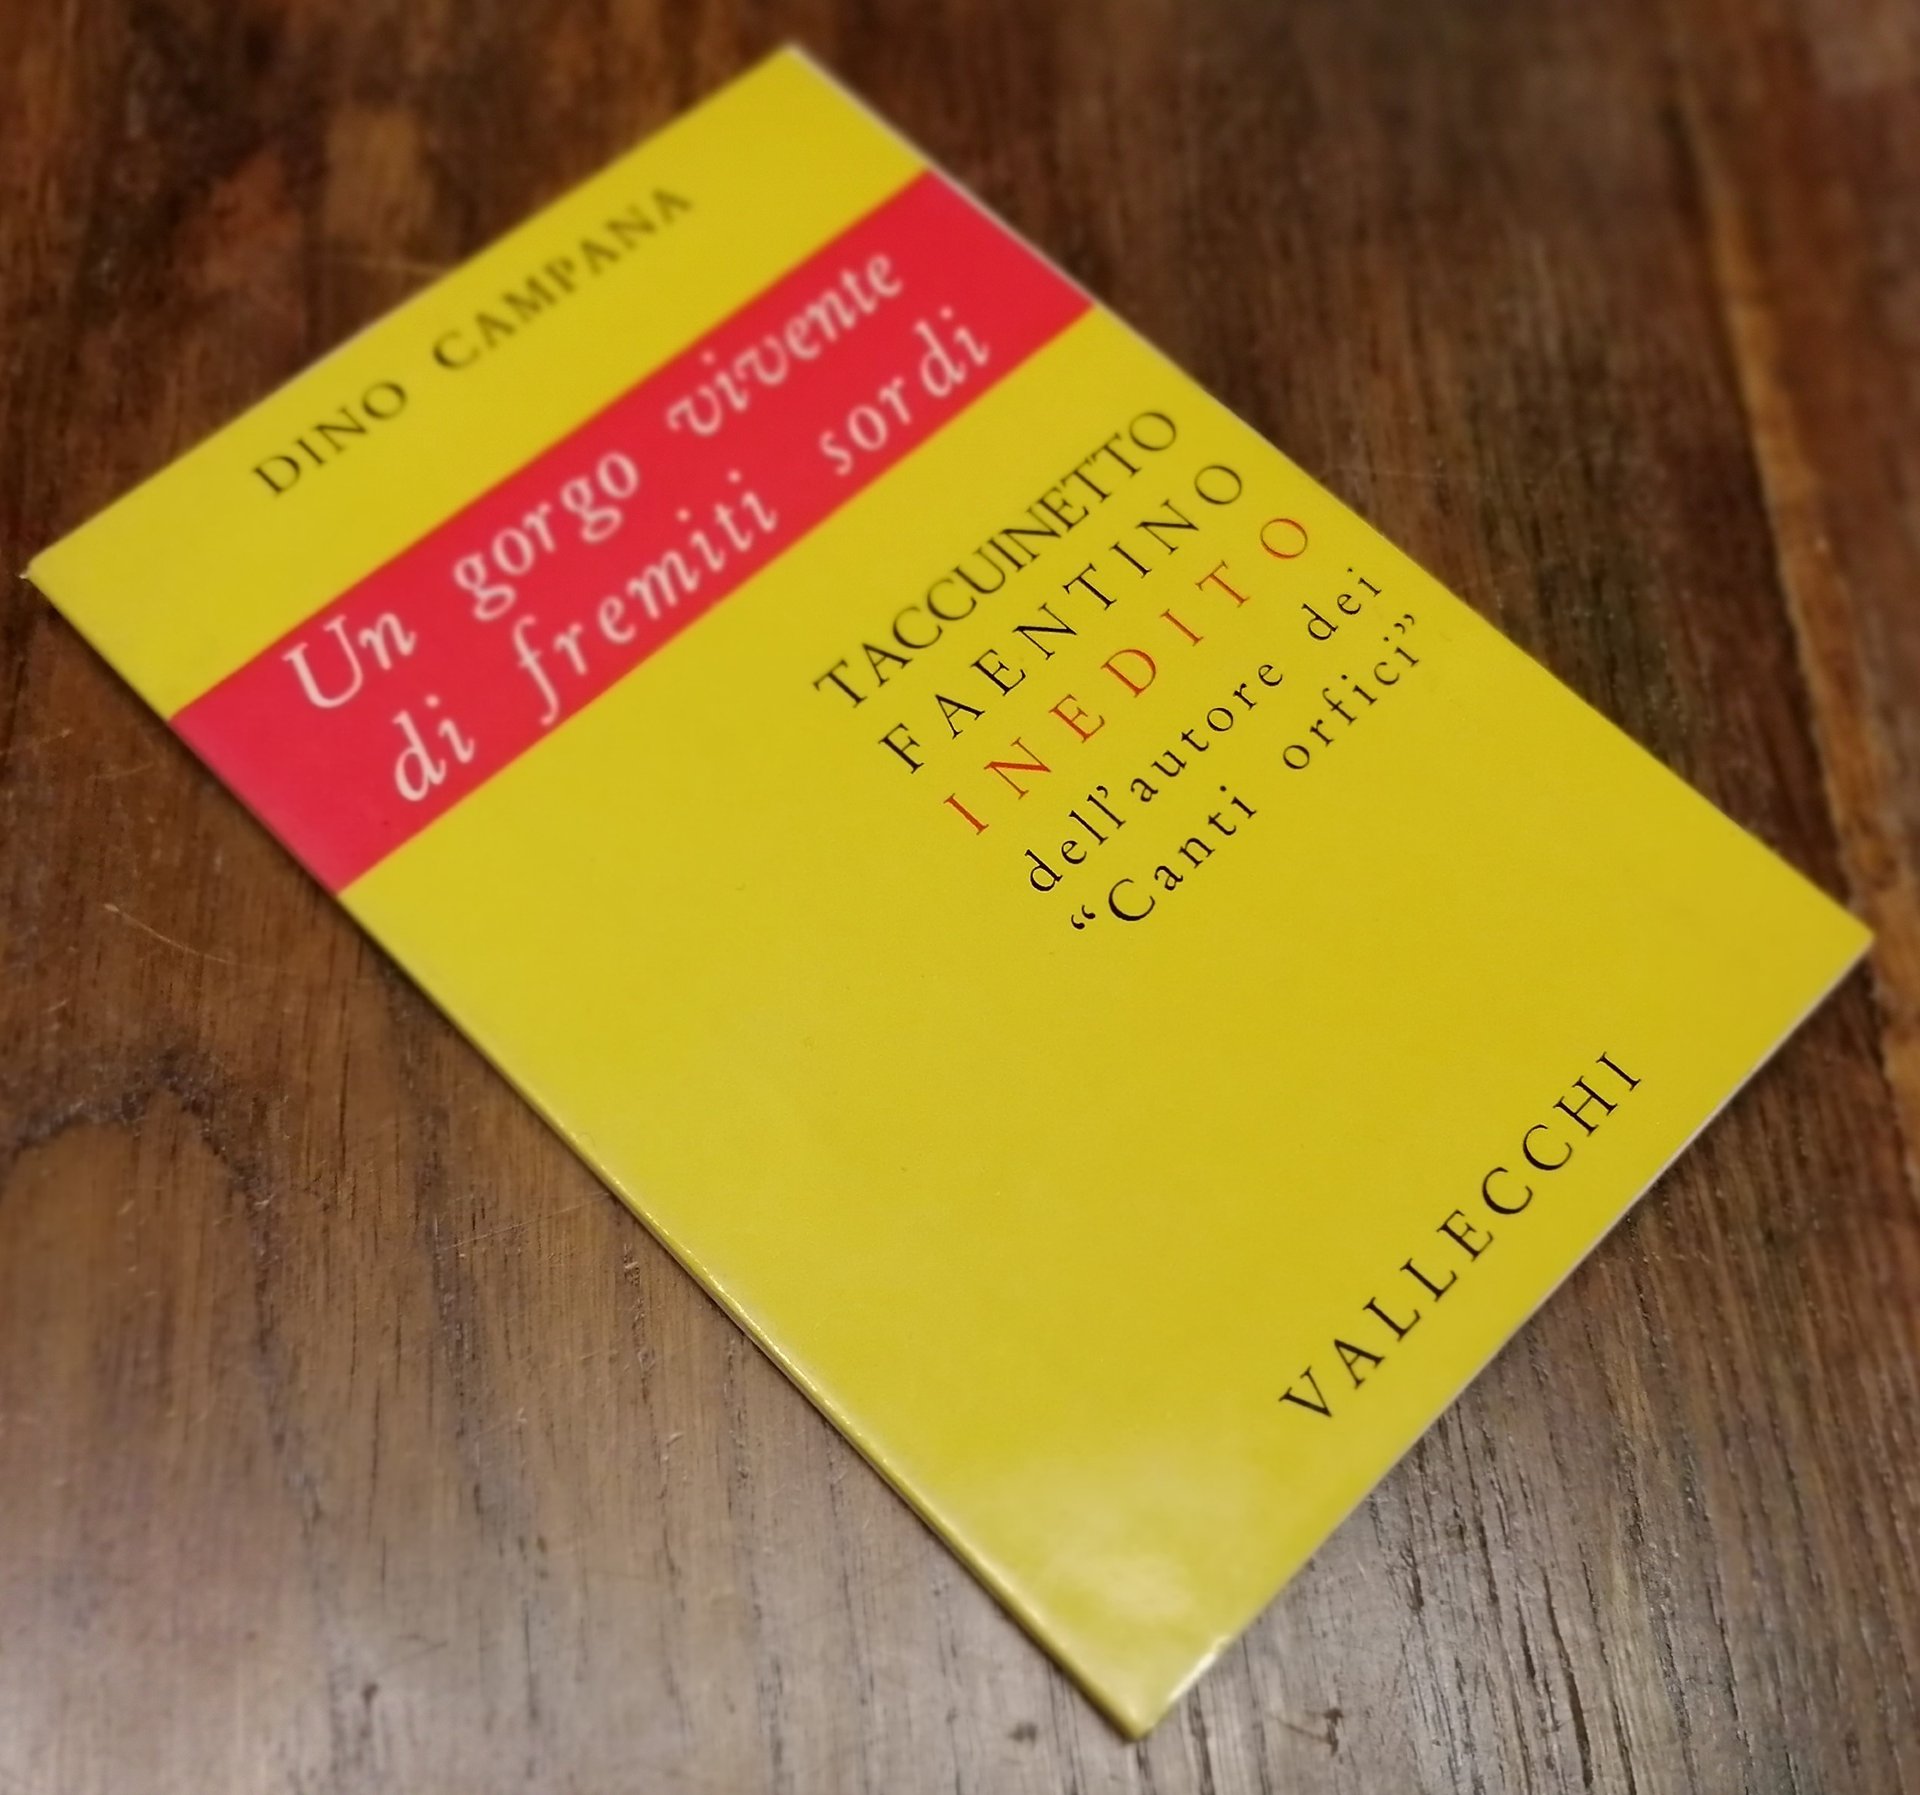 DINO CAMPANA
Un gorgo vivente
di fremiti sordi
TACCUINETTO
FAENTINO
INEDITO
dell'autore dei
“Canti orfici”
VALLECCHI